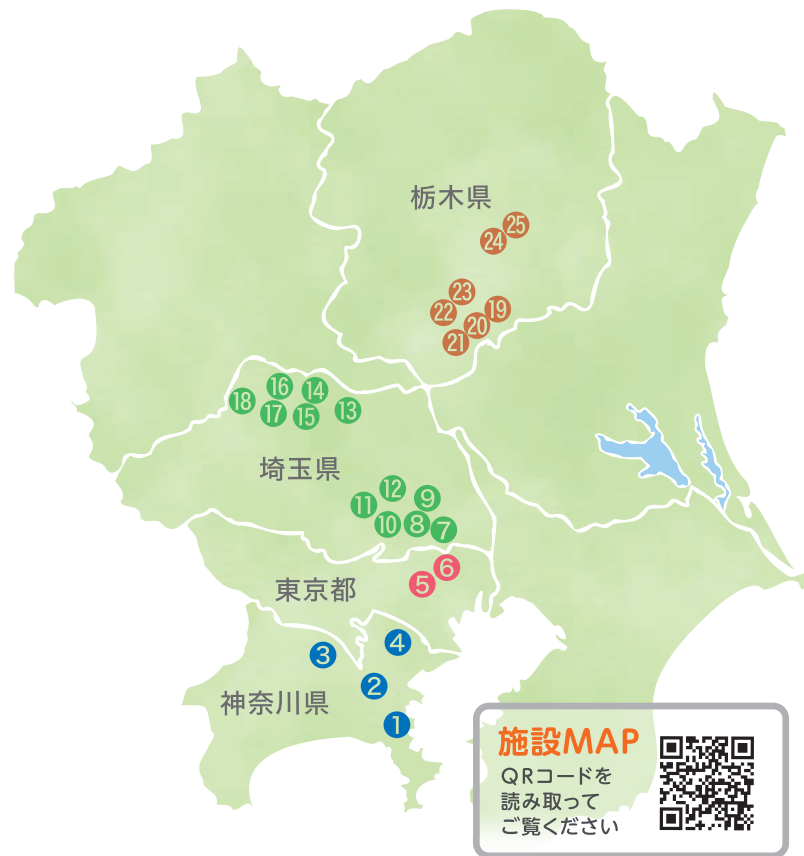 栃木県
㉕
㉔
㉓
㉒ ⑲
⑳
㉑
⑯ ⑭
⑱ ⑰ ⑮ ⑬
埼玉県
⑫ ⑨
⑪ ⑩ ⑧ ⑦
⑥
東京都 ⑤
④
③
②
神奈川県
①
施設MAP
QRコードを
読み取って
ご覧ください